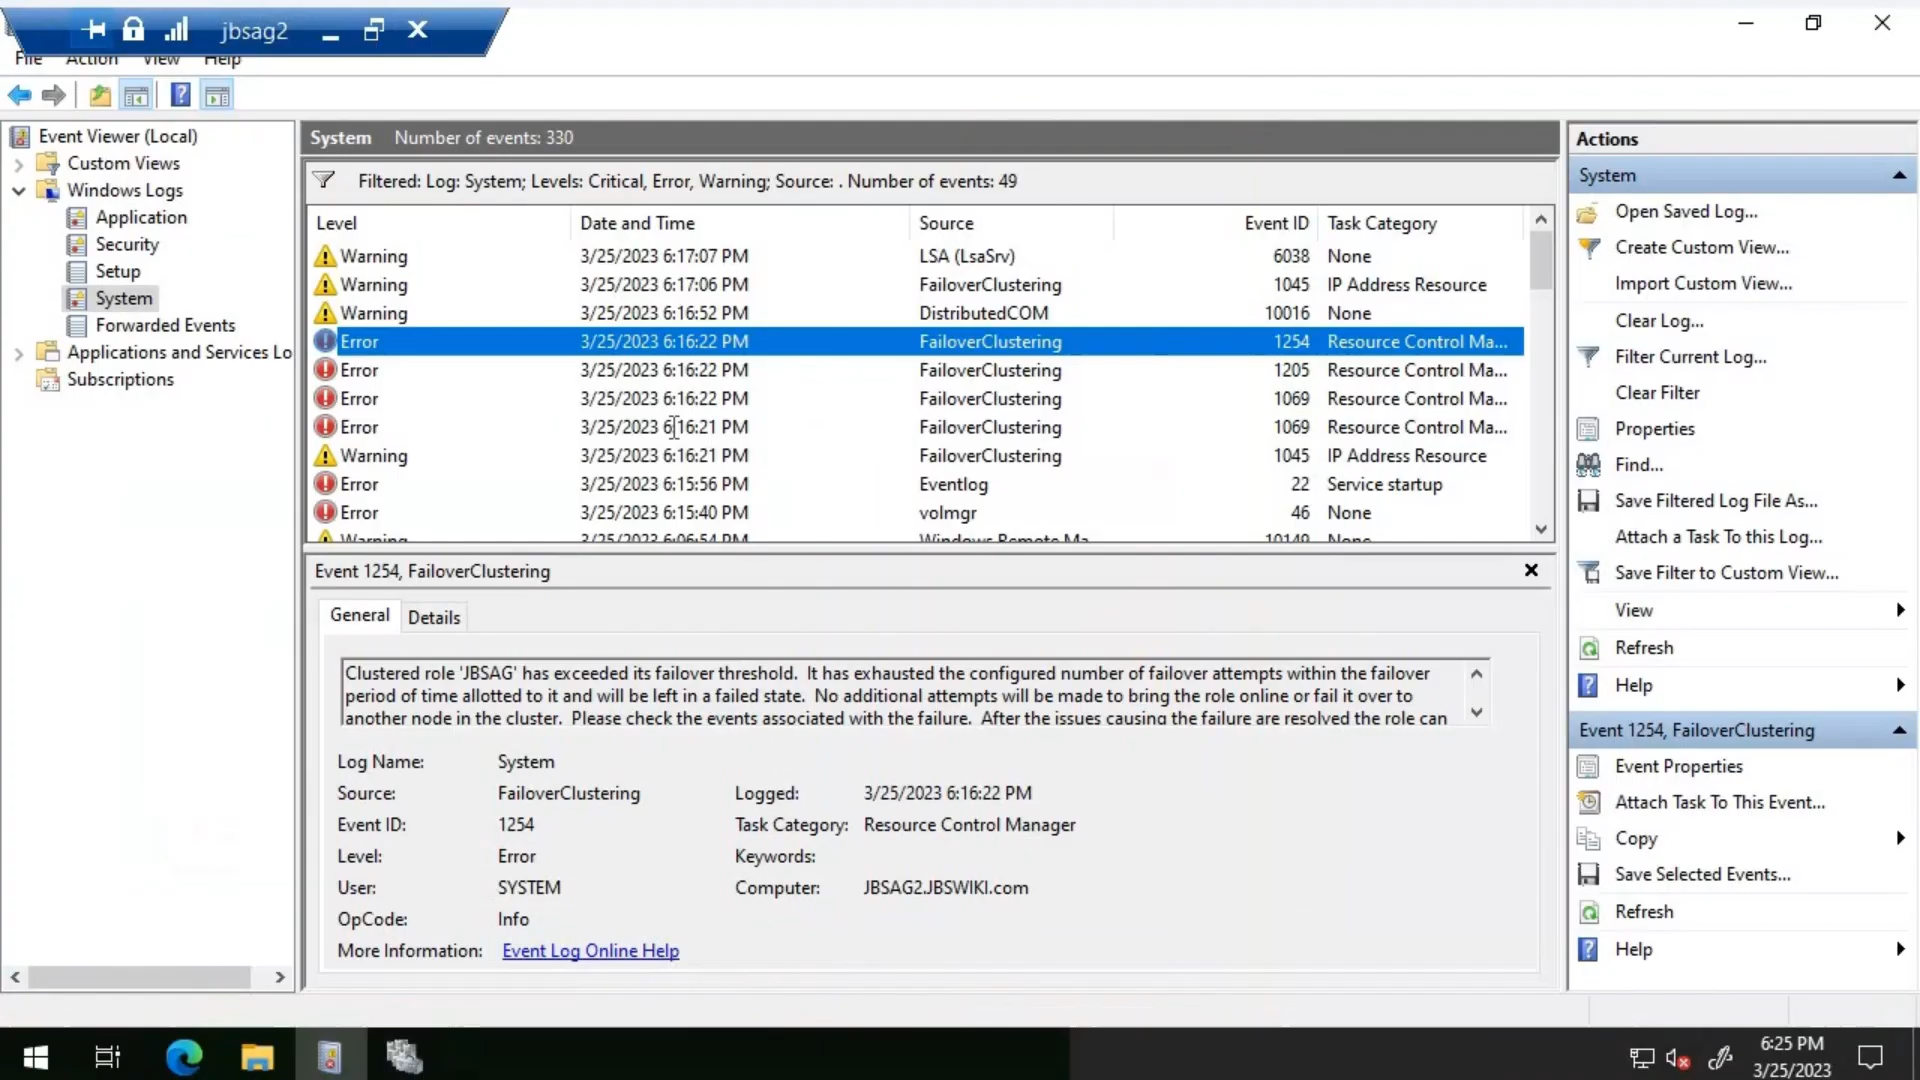 jbsag2
File Action View Help
Event Viewer (Local)
Custom Views
Windows Logs
Application
Security
Setup
System
Forwarded Events
Applications and Services Lo
Subscriptions
System Number of events: 330
Filtered: Log: System; Levels: Critical, Error, Warning; Source: . Number of events: 49
Level Date and Time Source Event ID Task Category
Warning 3/25/2023 6:17:07 PM LSA (LsaSrv) 6038 None
Warning 3/25/2023 6:17:06 PM FailoverClustering 1045 IP Address Resource
Warning 3/25/2023 6:16:52 PM DistributedCOM 10016 None
Error 3/25/2023 6:16:22 PM FailoverClustering 1254 Resource Control Ma...
Error 3/25/2023 6:16:22 PM FailoverClustering 1205 Resource Control Ma...
Error 3/25/2023 6:16:22 PM FailoverClustering 1069 Resource Control Ma...
Error 3/25/2023 6:16:21 PM FailoverClustering 1069 Resource Control Ma...
Warning 3/25/2023 6:16:21 PM FailoverClustering 1045 IP Address Resource
Error 3/25/2023 6:15:56 PM Eventlog 22 Service startup
Error 3/25/2023 6:15:40 PM volmgr 46 None
Warning 3/25/2023 6:06:54 PM Windows Remote Ma... 10149 None
Event 1254, FailoverClustering
General Details
Clustered role 'JBSAG' has exceeded its failover threshold. It has exhausted the configured number of failover attempts within the failover
period of time allotted to it and will be left in a failed state. No additional attempts will be made to bring the role online or fail it over to
another node in the cluster. Please check the events associated with the failure. After the issues causing the failure are resolved the role can
Log Name: System
Source: FailoverClustering Logged: 3/25/2023 6:16:22 PM
Event ID: 1254 Task Category: Resource Control Manager
Level: Error Keywords:
User: SYSTEM Computer: JBSAG2.JBSWIKI.com
OpCode: Info
More Information: Event Log Online Help
Actions
System
Open Saved Log...
Create Custom View...
Import Custom View...
Clear Log...
Filter Current Log...
Clear Filter
Properties
Find...
Save Filtered Log File As...
Attach a Task To this Log...
Save Filter to Custom View...
View
Refresh
Help
Event 1254, FailoverClustering
Event Properties
Attach Task To This Event...
Copy
Save Selected Events...
Refresh
Help
6:25 PM
3/25/2023